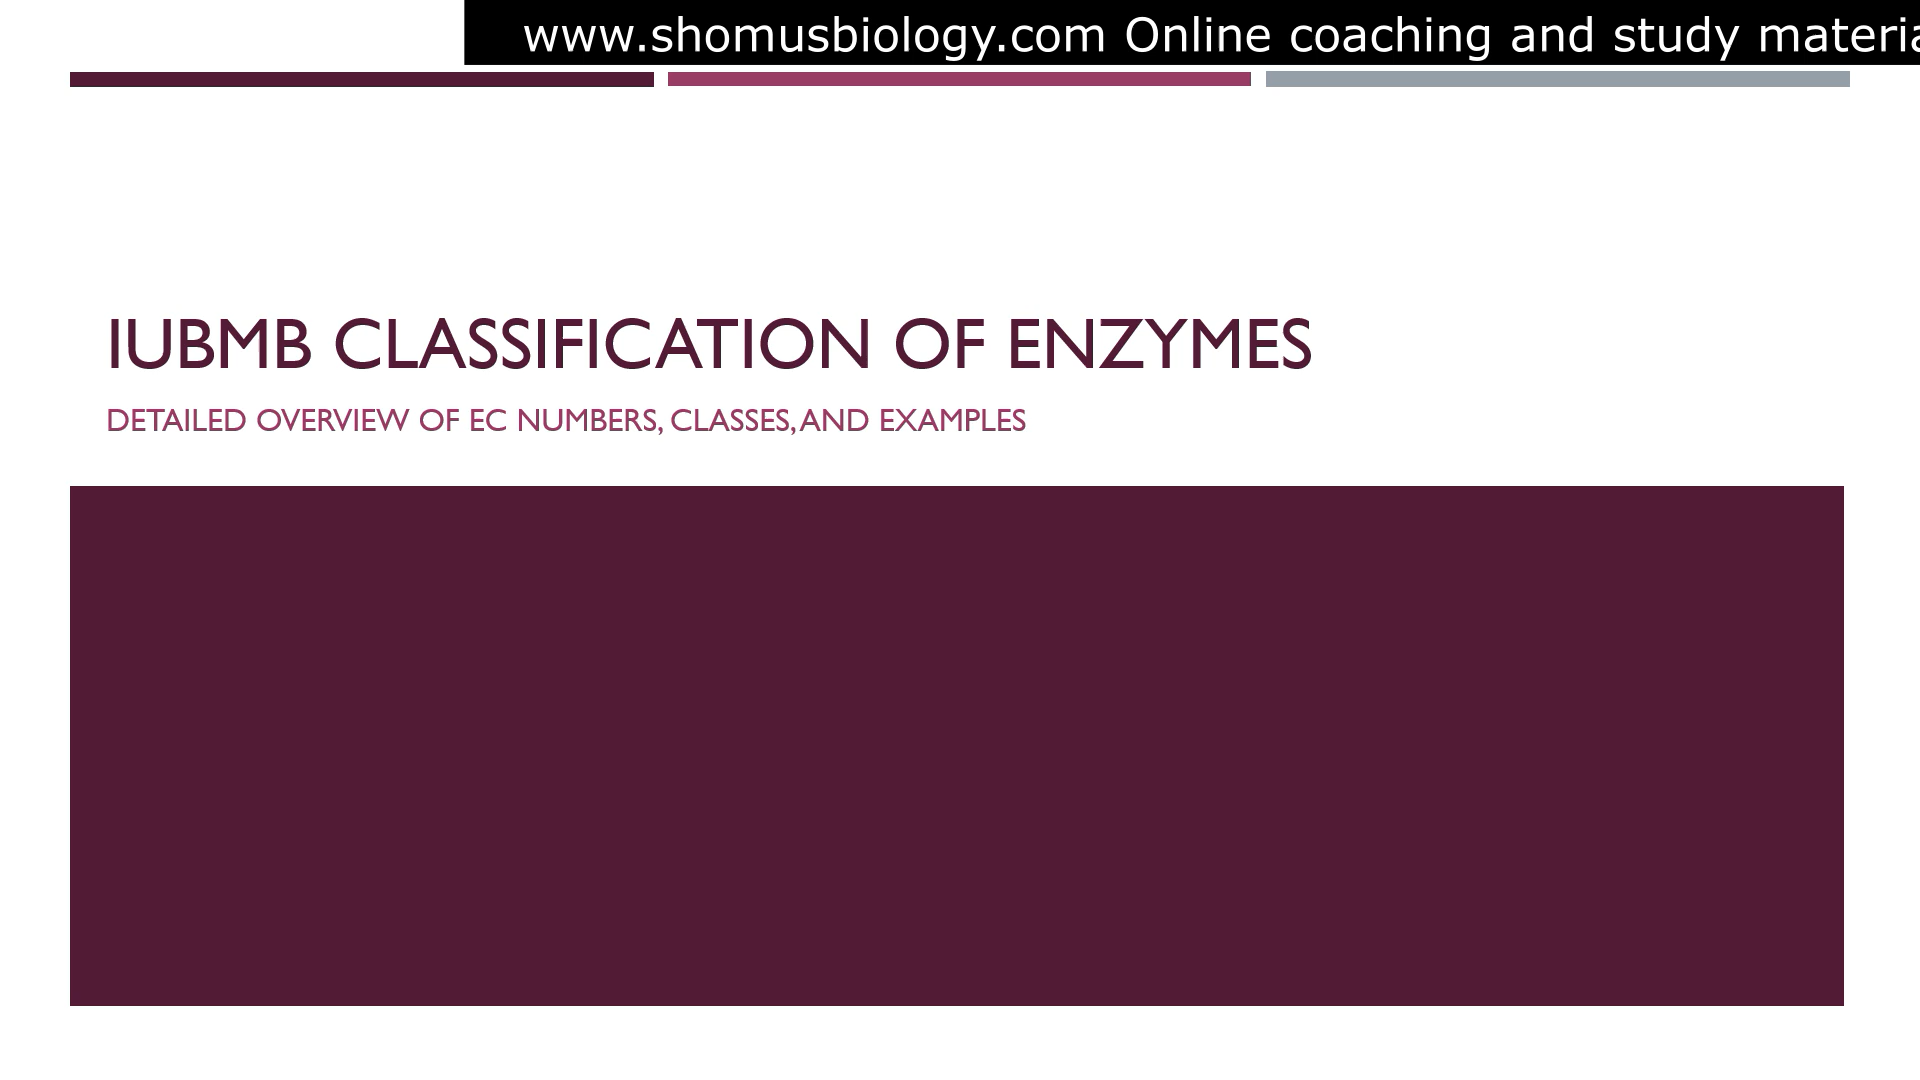 www.shomusbiology.com Online coaching and study
IUBMB CLASSIFICATION OF ENZYMES
DETAILED OVERVIEW OF EC NUMBERS, CLASSES, AND EXAMPLES